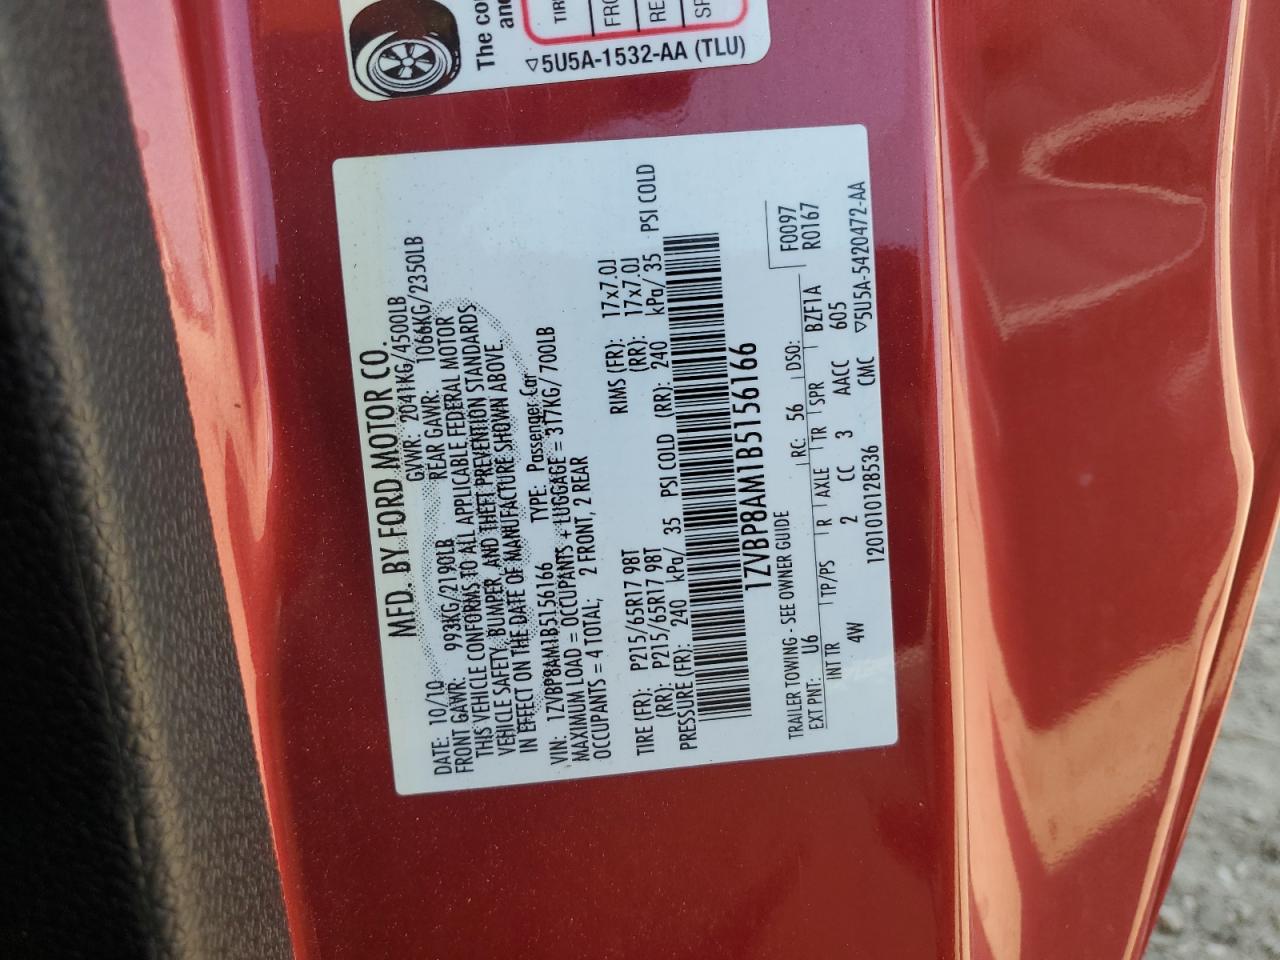 The co
an
TIR
FRO
RE
SP
▽5U5A-1532-AA (TLU)
MFD. BY FORD MOTOR CO.
DATE: 10/10 GVWR: 2041KG/4500LB
FRONT GAWR: 993KG/2190LB REAR GAWR: 1066KG/2350LB
THIS VEHICLE CONFORMS TO ALL APPLICABLE FEDERAL MOTOR
VEHICLE SAFETY, BUMPER, AND THEFT PREVENTION STANDARDS
IN EFFECT ON THE DATE OF MANUFACTURE SHOWN ABOVE
VIN: 1ZVBP8AM1B5156166 TYPE: Passenger Car
MAXIMUM LOAD = OCCUPANTS + LUGGAGE = 317KG/700LB
OCCUPANTS = 4 TOTAL; 2 FRONT, 2 REAR
TIRE (FR): P215/65R17 98T RIMS (FR): 17x7.0J
(RR): P215/65R17 98T (RR): 17x7.0J
PRESSURE (FR): 240 kPa/ 35 PSI COLD (RR): 240 kPa/ 35 PSI COLD
1ZVBP8AM1B5156166
TRAILER TOWING - SEE OWNER GUIDE
EXT PNT: U6 RC: 56 DSO: F0097
INT TR TP/PS R AXLE TR SPR BZF1A R0167
4W 2 CC 3 AACC 605
1201010128536 CMC ▽5U5A-5420472-AA